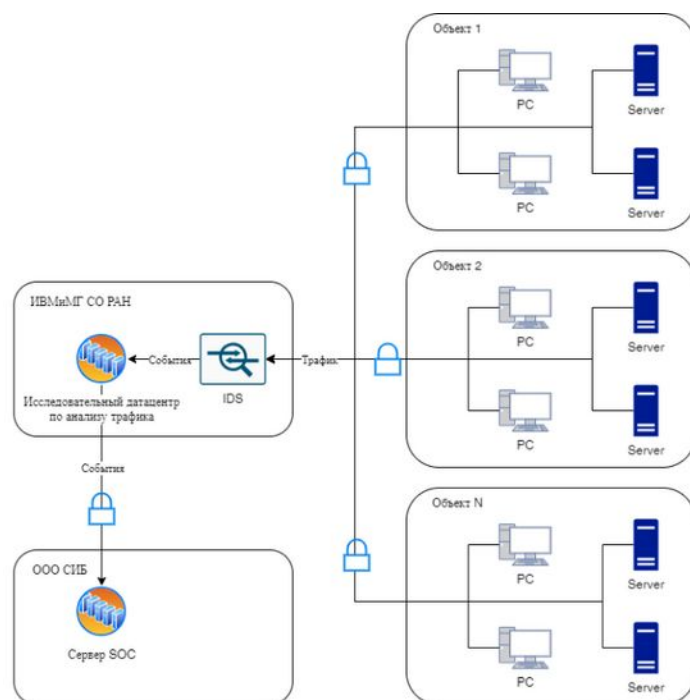 Объект 1
PC
Server
PC
Server
Объект 2
PC
Server
PC
Server
Объект N
PC
Server
PC
Server
ИВМиМГ СО РАН
События
Трафик
IDS
Исследовательный датацентр
по анализу трафика
События
ООО СИБ
Сервер SOC